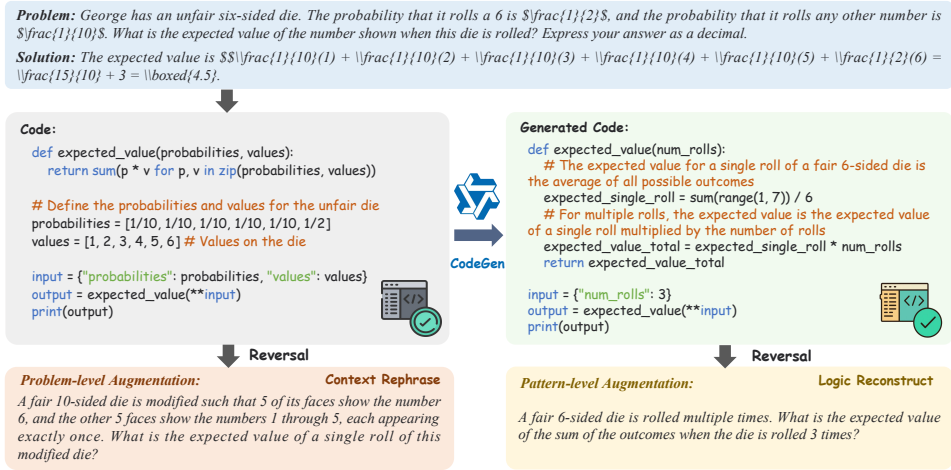 Problem: George has an unfair six-sided die. The probability that it rolls a 6 is $\frac{1}{2}$, and the probability that it rolls any other number is
$\frac{1}{10}$. What is the expected value of the number shown when this die is rolled? Express your answer as a decimal.
Solution: The expected value is $$\\frac{1}{10}(1) + \\frac{1}{10}(2) + \\frac{1}{10}(3) + \\frac{1}{10}(4) + \\frac{1}{10}(5) + \\frac{1}{2}(6) =
\\frac{15}{10} + 3 = \\boxed{4.5}.
Code:
def expected_value(probabilities, values):
return sum(p * v for p, v in zip(probabilities, values))
# Define the probabilities and values for the unfair die
probabilities = [1/10, 1/10, 1/10, 1/10, 1/10, 1/2]
values = [1, 2, 3, 4, 5, 6] # Values on the die
input = {"probabilities": probabilities, "values": values}
output = expected_value(**input)
print(output)
</>
CodeGen
Generated Code:
def expected_value(num_rolls):
# The expected value for a single roll of a fair 6-sided die is
the average of all possible outcomes
expected_single_roll = sum(range(1, 7)) / 6
# For multiple rolls, the expected value is the expected value
of a single roll multiplied by the number of rolls
expected_value_total = expected_single_roll * num_rolls
return expected_value_total
input = {"num_rolls": 3}
output = expected_value(**input)
print(output)
</>
Reversal
Reversal
Problem-level Augmentation: Context Rephrase
A fair 10-sided die is modified such that 5 of its faces show the number
6, and the other 5 faces show the numbers 1 through 5, each appearing
exactly once. What is the expected value of a single roll of this
modified die?
Pattern-level Augmentation: Logic Reconstruct
A fair 6-sided die is rolled multiple times. What is the expected value
of the sum of the outcomes when the die is rolled 3 times?